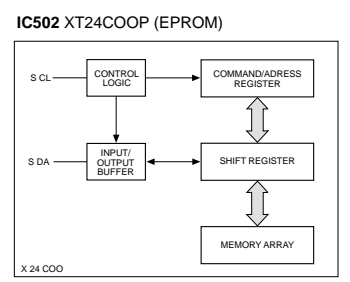 IC502 XT24COOP (EPROM)
S CL
CONTROL
LOGIC
COMMAND/ADRESS
REGISTER
S DA
INPUT/
OUTPUT
BUFFER
SHIFT REGISTER
MEMORY ARRAY
X 24 COO